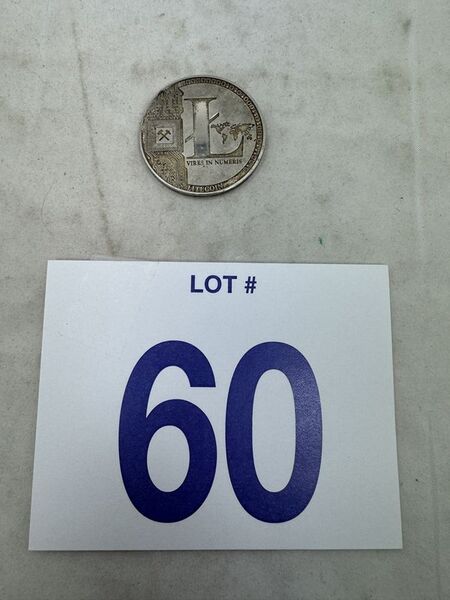 Ł
VIRES IN NUMERIS
LITECOIN
LOT #
60